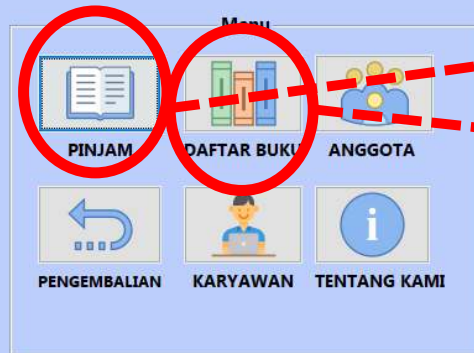 Menu
PINJAM DAFTAR BUKU ANGGOTA
PENGEMBALIAN KARYAWAN TENTANG KAMI